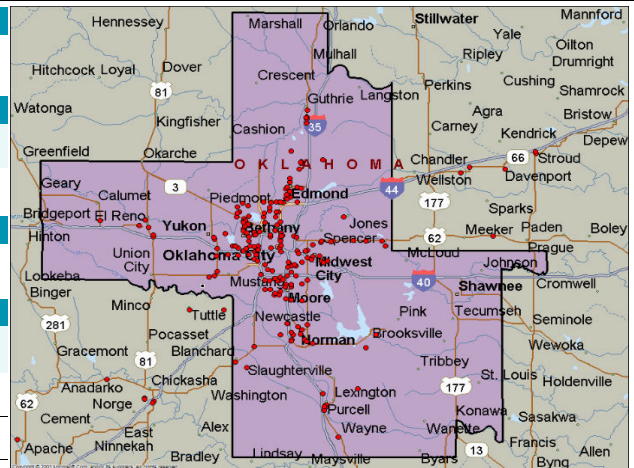 Hennessey Marshall Orlando Stillwater Mannford
Yale
Mulhall Ripley Oilton
Hitchcock Loyal Dover Crescent Drumright
81 Perkins Cushing Shamrock
Watonga Guthrie Langston
Kingfisher Cashion 35 Agra Bristow
Carney Kendrick
Greenfield Okarche OKLAHOMA Chandler 66 Stroud Depew
Geary 3 44 Wellston Davenport
Calumet Piedmont Edmond 177
Bridgeport El Reno Yukon Bethany Jones Sparks
Hinton Spencer 62 Meeker Paden Boley
Union Oklahoma City Midwest McLoud Prague
City City Johnson
Lookeba Mustang 40 Cromwell
Binger Moore Shawnee
Minco Tuttle Newcastle Pink Tecumseh
281 Seminole
Pocasset Norman Brooksville
Gracemont 81 Blanchard Wewoka
Tribbey
Slaughterville St. Louis
Anadarko Chickasha Holdenville
62 Norge Washington Lexington 177
Cement Purcell Konawa Sasakwa
East Alex Wayne Wanette
Apache Ninnekah Francis Allen
Bradley Lindsay Maysville Byars 13 Byng